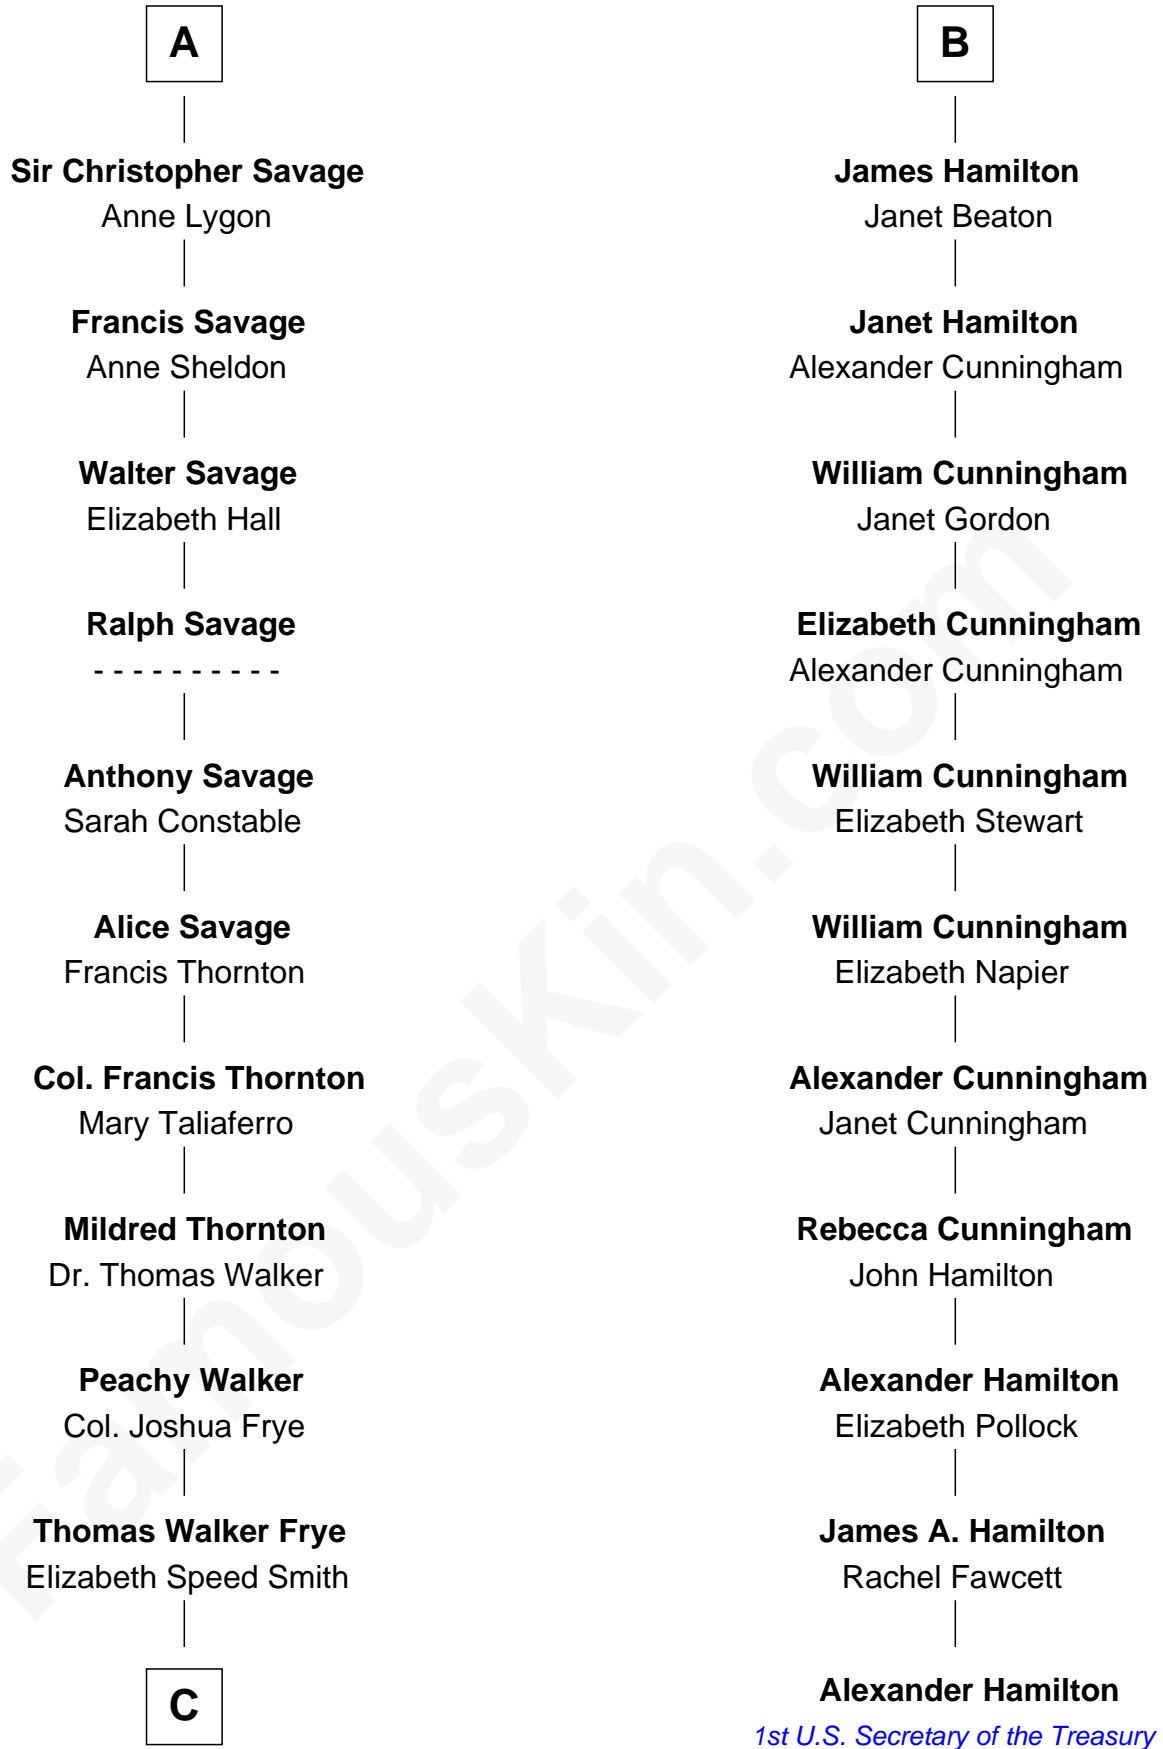 A
Sir Christopher Savage
Anne Lygon
Francis Savage
Anne Sheldon
Walter Savage
Elizabeth Hall
Ralph Savage
- - - - - - - - - -
Anthony Savage
Sarah Constable
Alice Savage
Francis Thornton
Col. Francis Thornton
Mary Taliaferro
Mildred Thornton
Dr. Thomas Walker
Peachy Walker
Col. Joshua Frye
Thomas Walker Frye
Elizabeth Speed Smith
C
B
James Hamilton
Janet Beaton
Janet Hamilton
Alexander Cunningham
William Cunningham
Janet Gordon
Elizabeth Cunningham
Alexander Cunningham
William Cunningham
Elizabeth Stewart
William Cunningham
Elizabeth Napier
Alexander Cunningham
Janet Cunningham
Rebecca Cunningham
John Hamilton
Alexander Hamilton
Elizabeth Pollock
James A. Hamilton
Rachel Fawcett
Alexander Hamilton
1st U.S. Secretary of the Treasury
FamousKin.com